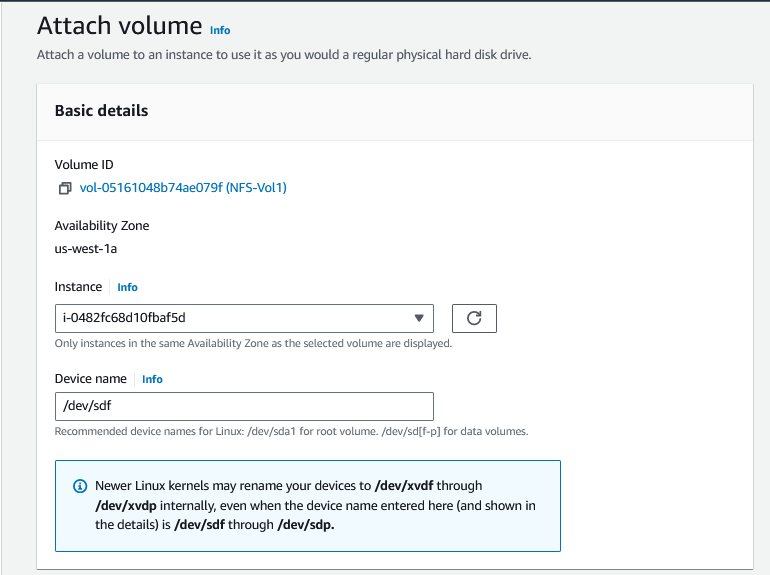 Attach volume Info
Attach a volume to an instance to use it as you would a regular physical hard disk drive.
Basic details
Volume ID
vol-05161048b74ae079f (NFS-Vol1)
Availability Zone
us-west-1a
Instance Info
i-0482fc68d10fbaf5d
Only instances in the same Availability Zone as the selected volume are displayed.
Device name Info
/dev/sdf
Recommended device names for Linux: /dev/sda1 for root volume. /dev/sd[f-p] for data volumes.
Newer Linux kernels may rename your devices to /dev/xvdf through
/dev/xvdp internally, even when the device name entered here (and shown in
the details) is /dev/sdf through /dev/sdp.